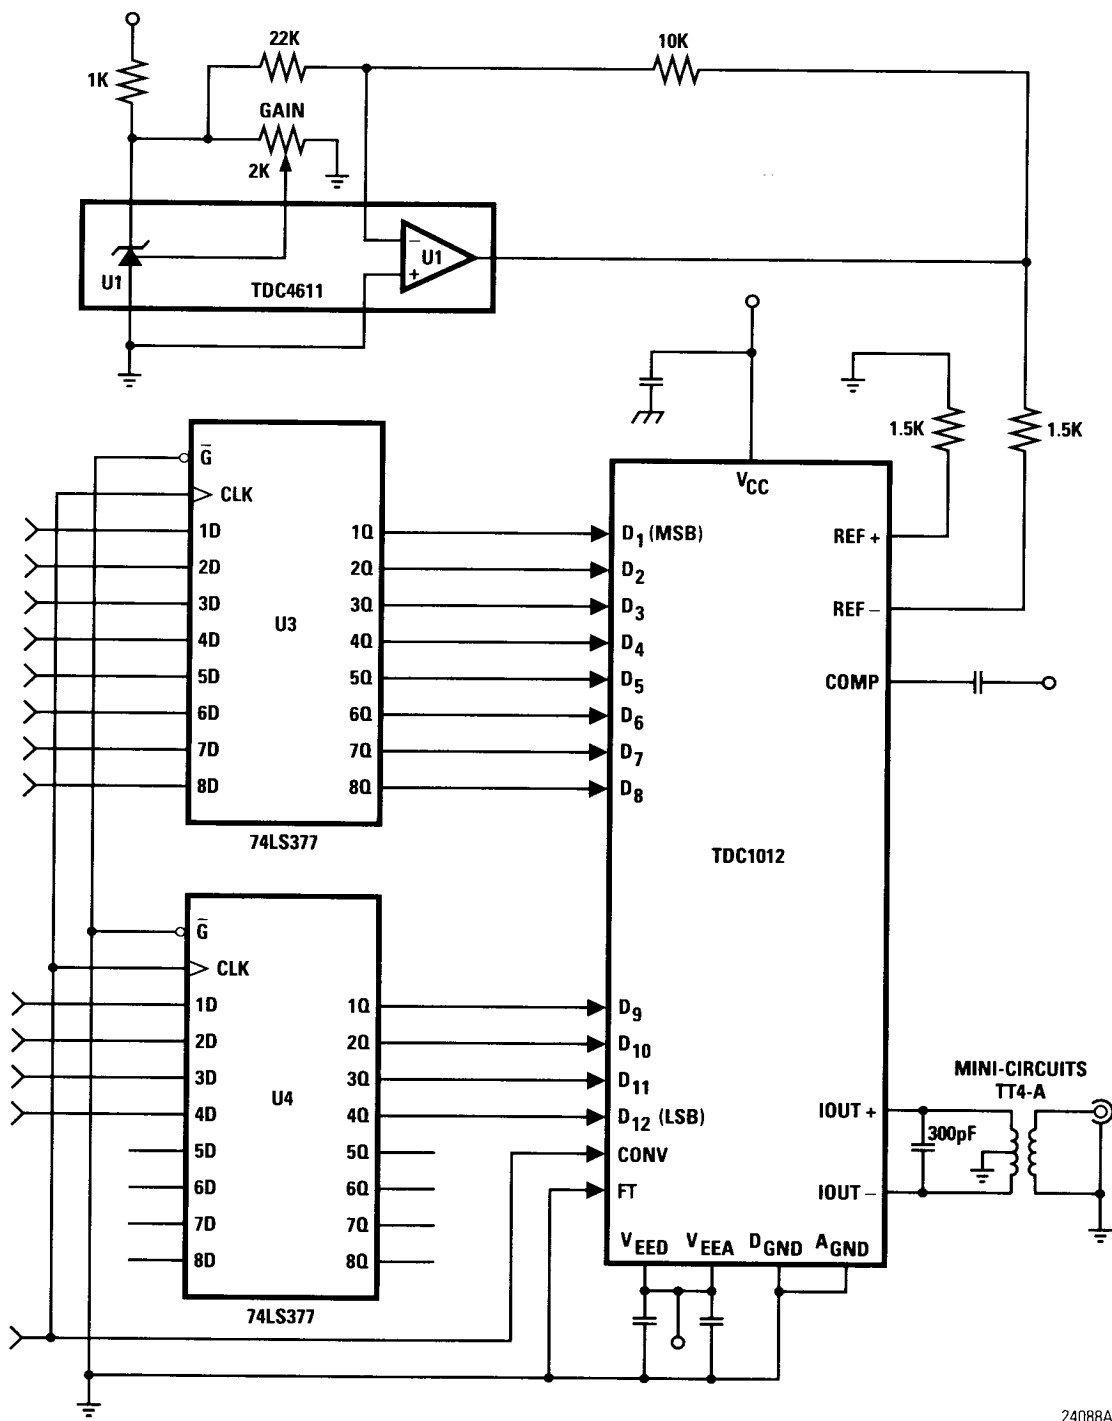 22K
10K
1K
GAIN
2K
U1
U1
−
+
TDC4611
1.5K
1.5K
G̅
CLK
1D
2D
3D
4D
5D
6D
7D
8D
U3
1Q
2Q
3Q
4Q
5Q
6Q
7Q
8Q
74LS377
G̅
CLK
1D
2D
3D
4D
5D
6D
7D
8D
U4
1Q
2Q
3Q
4Q
5Q
6Q
7Q
8Q
74LS377
VCC
D1 (MSB)
D2
D3
D4
D5
D6
D7
D8
D9
D10
D11
D12 (LSB)
CONV
FT
TDC1012
REF +
REF −
COMP
IOUT +
IOUT −
VEED VEEA DGND AGND
MINI-CIRCUITS
TT4-A
300pF
24088A